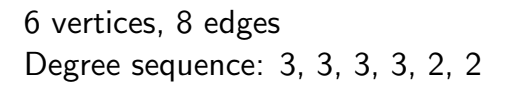 6 vertices, 8 edges
Degree sequence: 3, 3, 3, 3, 2, 2